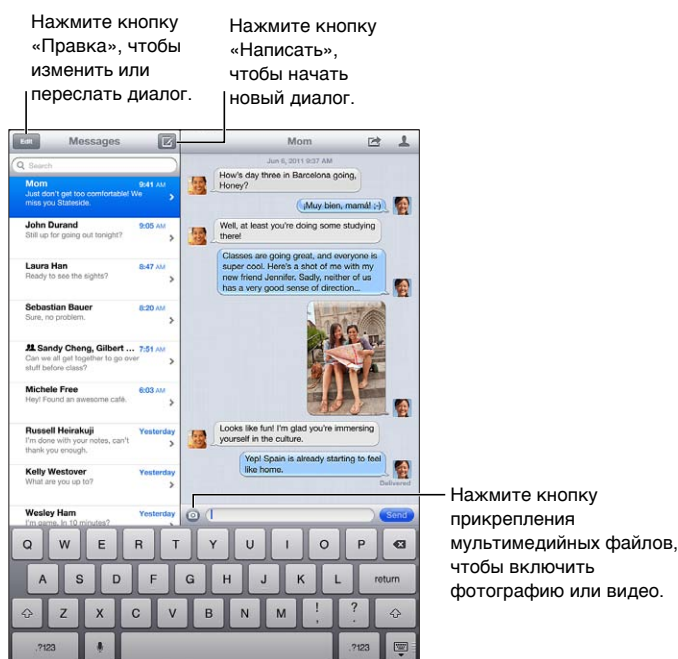 Нажмите кнопку
«Правка», чтобы
изменить или
переслать диалог.
Нажмите кнопку
«Написать»,
чтобы начать
новый диалог.
Edit
Messages
Mom
Search
Jun 6, 2011 9:37 AM
Mom 9:41 AM
Just don't get too comfortable! We
miss you Stateside.
John Durand 9:05 AM
Still up for going out tonight?
Laura Han 8:47 AM
Ready to see the sights?
Sebastian Bauer 8:20 AM
Sure, no problem.
Sandy Cheng, Gilbert ... 7:51 AM
Can we all get together to go over
stuff before class?
Michele Free 6:03 AM
Hey! Found an awesome café.
Russell Heirakuji Yesterday
I'm done with your notes, can't
thank you enough.
Kelly Westover Yesterday
What are you up to?
Wesley Ham Yesterday
I'm game. In 10 minutes?
How's day three in Barcelona going,
Honey?
¡Muy bien, mamá! ;-)
Well, at least you're doing some studying
there!
Classes are going great, and everyone is
super cool. Here's a shot of me with my
new friend Jennifer. Sadly, neither of us
has a very good sense of direction...
Looks like fun! I'm glad you're immersing
yourself in the culture.
Yep! Spain is already starting to feel
like home.
Delivered
Send
Нажмите кнопку
прикрепления
мультимедийных файлов,
чтобы включить
фотографию или видео.
Q W E R T Y U I O P
A S D F G H J K L return
Z X C V B N M ! , ? .
.?123 .?123